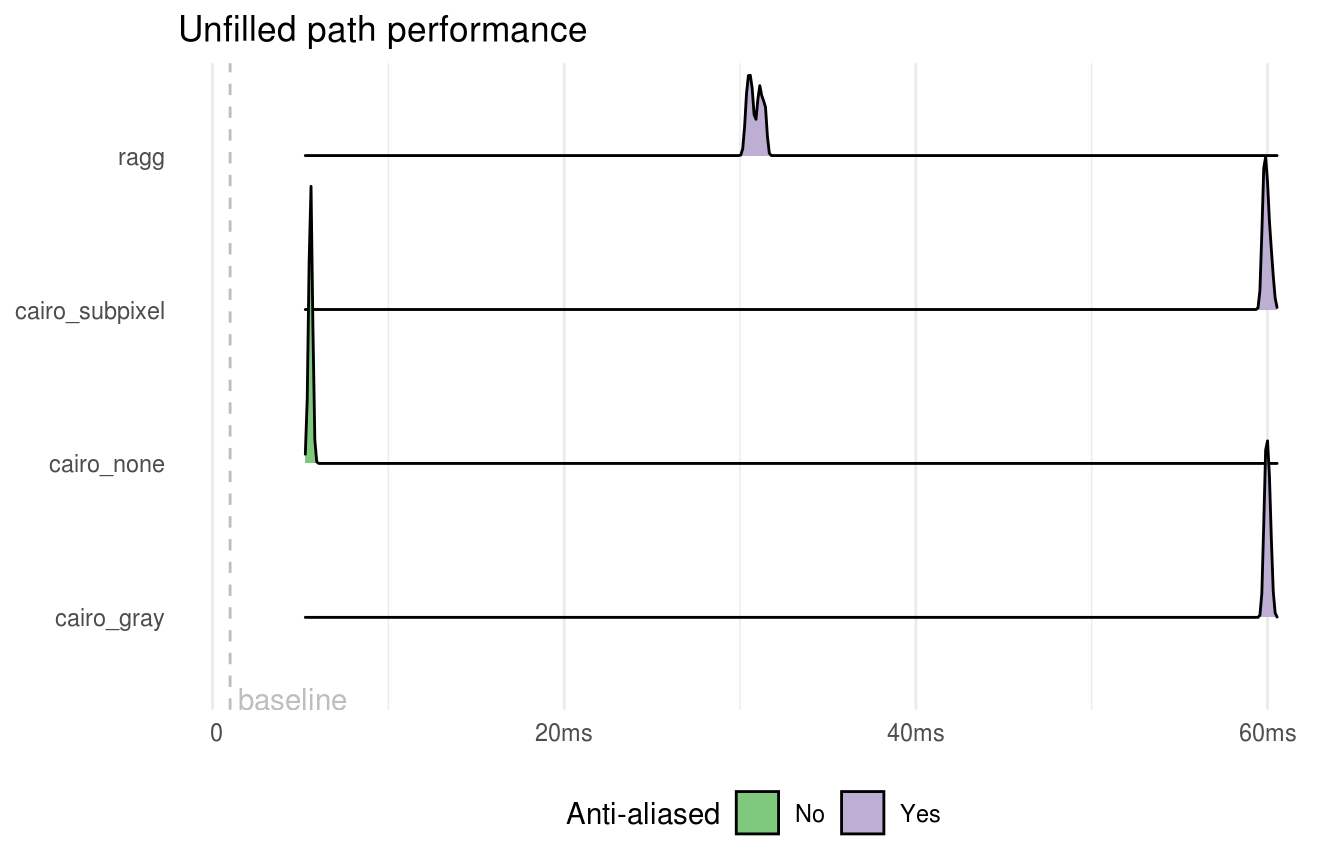 Unfilled path performance
ragg
cairo_subpixel
cairo_none
cairo_gray
baseline
0 20ms 40ms 60ms
Anti-aliased No Yes